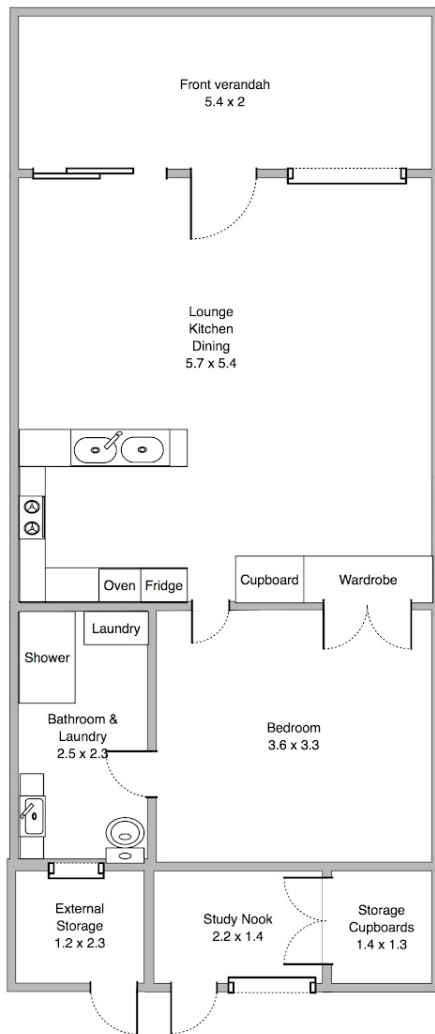 Front verandah
5.4 x 2
Lounge
Kitchen
Dining
5.7 x 5.4
Oven
Fridge
Cupboard
Wardrobe
Laundry
Shower
Bathroom &
Laundry
2.5 x 2.3
Bedroom
3.6 x 3.3
External
Storage
1.2 x 2.3
Study Nook
2.2 x 1.4
Storage
Cupboards
1.4 x 1.3